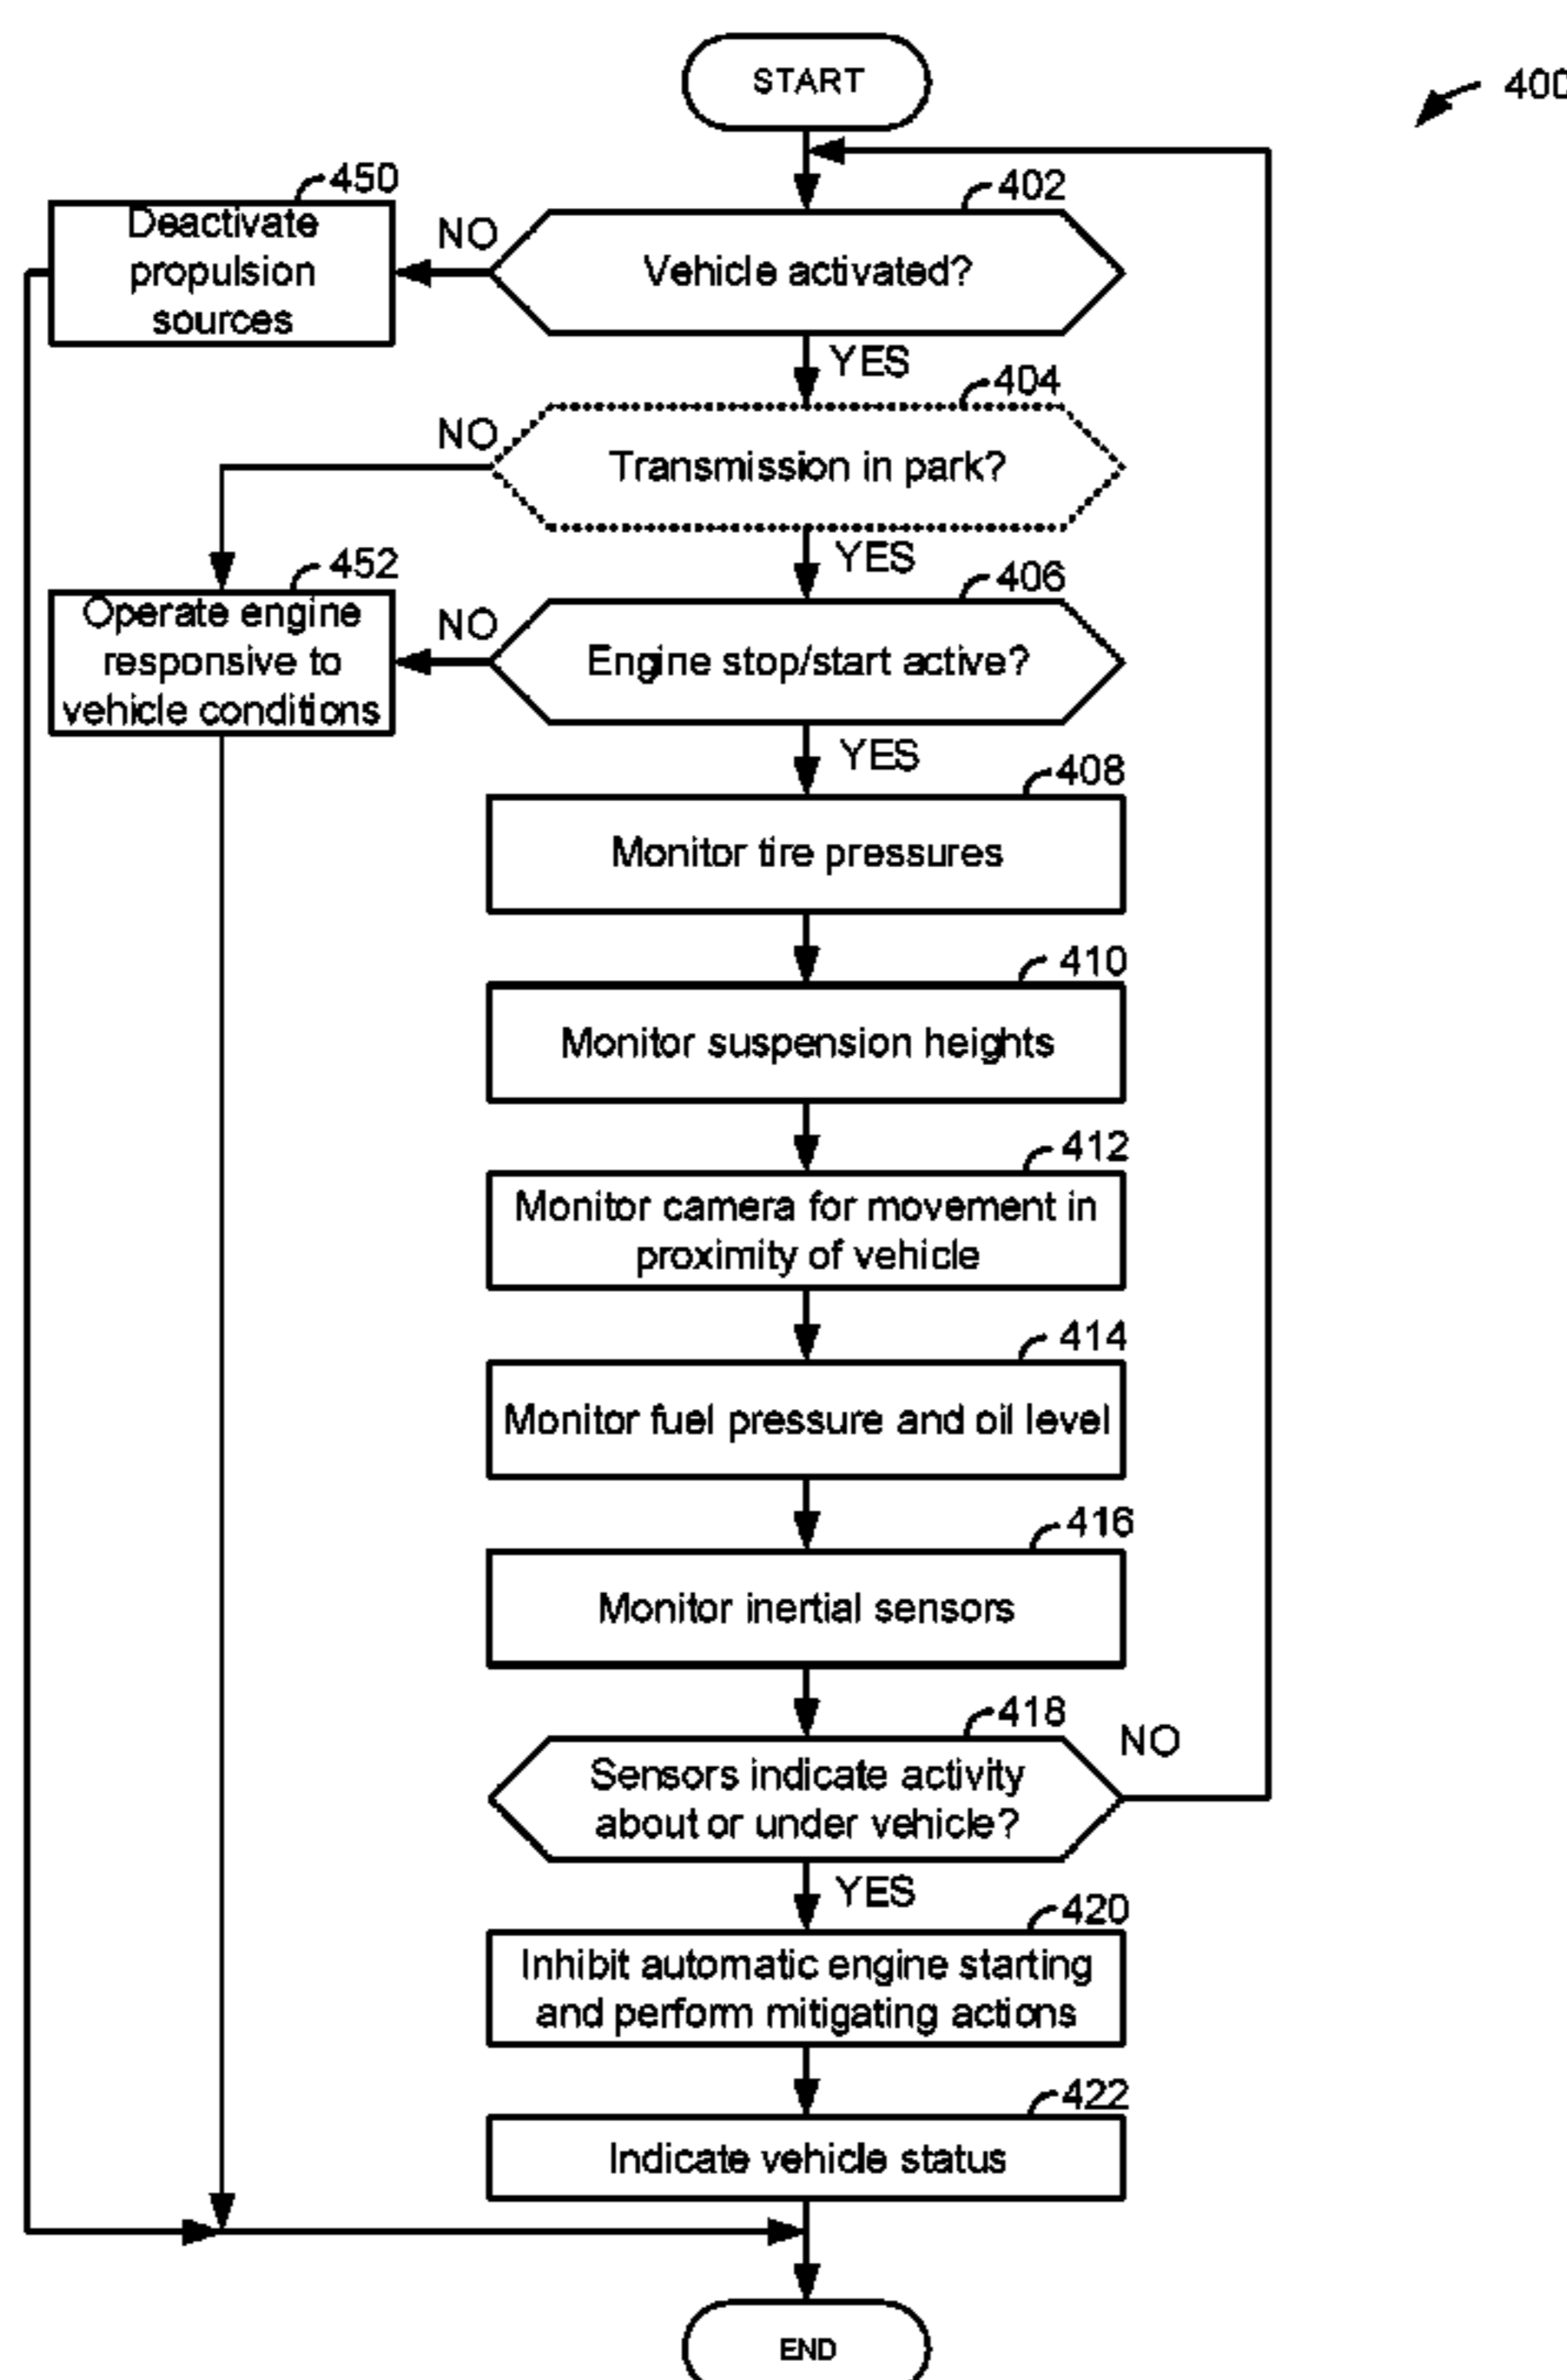 START
400
450
402
Deactivate
propulsion
sources
NO
Vehicle activated?
YES
404
NO
Transmission in park?
YES
452
406
Operate engine
responsive to
vehicle conditions
NO
Engine stop/start active?
YES
408
Monitor tire pressures
410
Monitor suspension heights
412
Monitor camera for movement in
proximity of vehicle
414
Monitor fuel pressure and oil level
416
Monitor inertial sensors
418
NO
Sensors indicate activity
about or under vehicle?
YES
420
Inhibit automatic engine starting
and perform mitigating actions
422
Indicate vehicle status
END